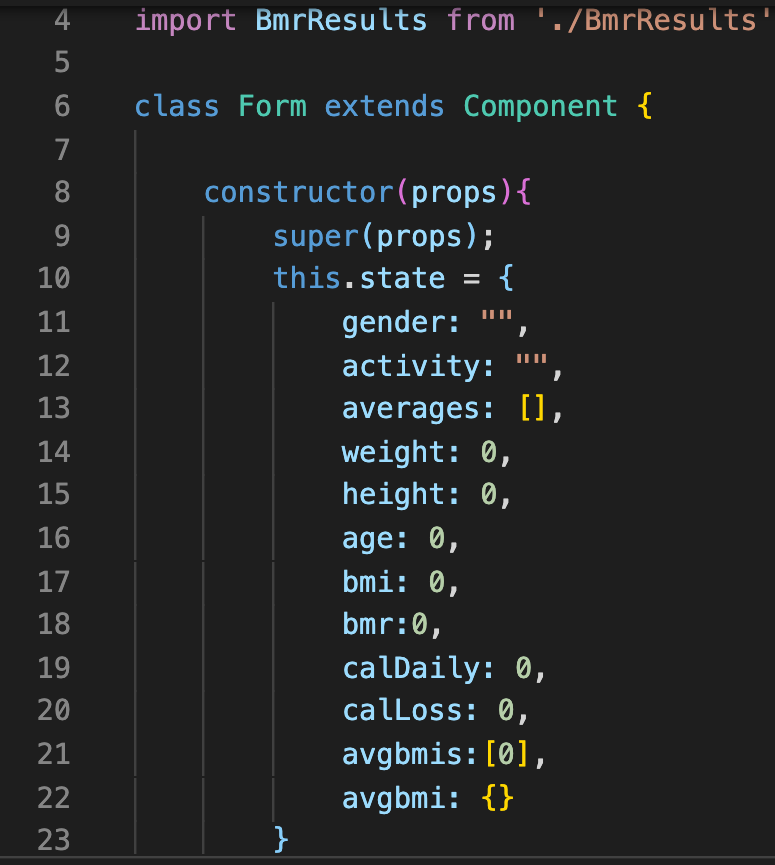 4 import BmrResults from './BmrResults'
5
6 class Form extends Component {
7
8 constructor(props){
9 super(props);
10 this.state = {
11 gender: "",
12 activity: "",
13 averages: [],
14 weight: 0,
15 height: 0,
16 age: 0,
17 bmi: 0,
18 bmr:0,
19 calDaily: 0,
20 calLoss: 0,
21 avgbmis:[0],
22 avgbmi: {}
23 }